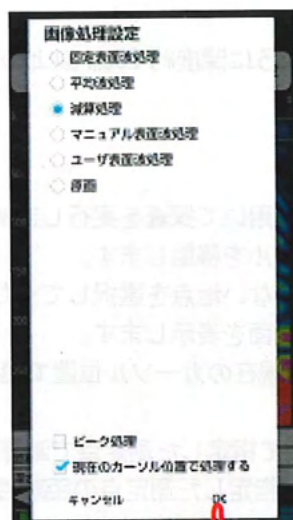 画像処理設定
固定表面波処理
平均波処理
減算処理
マニュアル表面波処理
ユーザ表面波処理
原画
ピーク処理
現在のカーソル位置で処理する
キャンセル OK